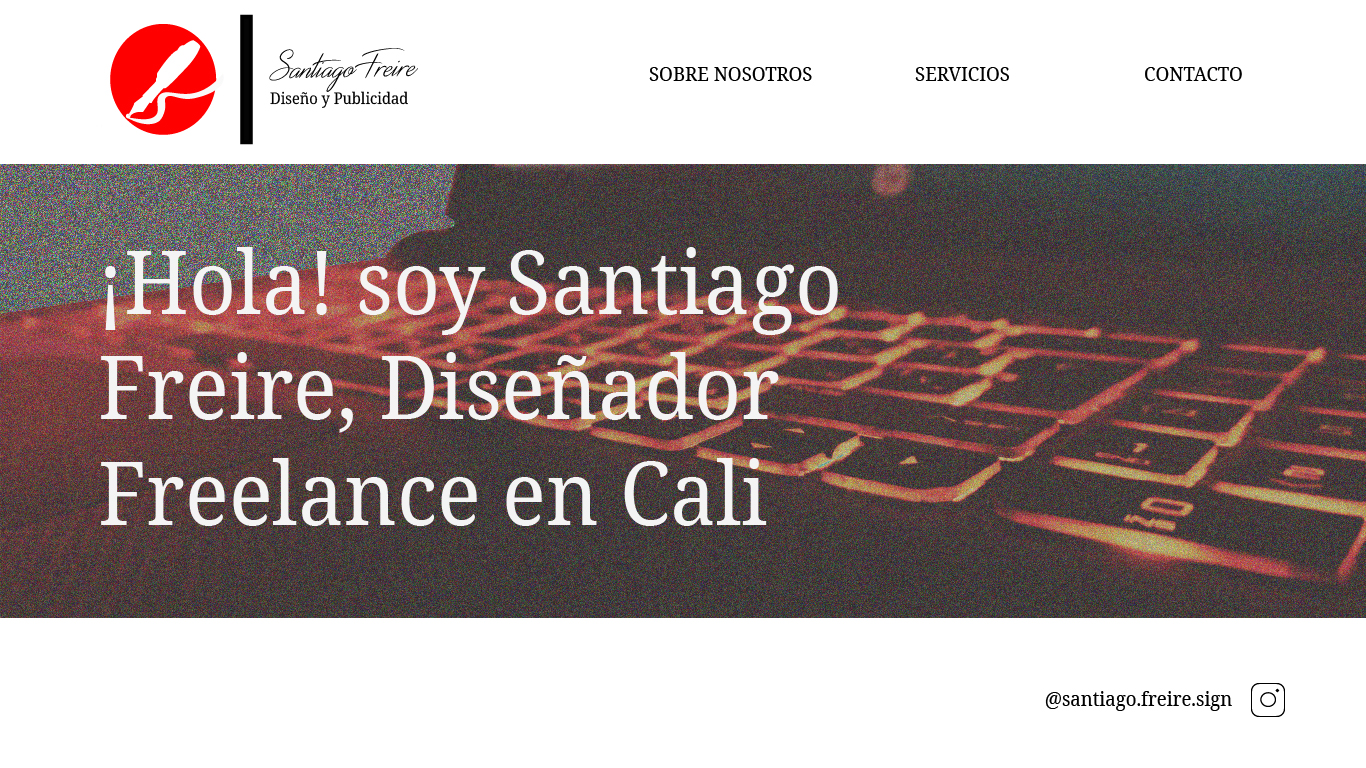 Santiago Freire
Diseño y Publicidad
SOBRE NOSOTROS
SERVICIOS
CONTACTO
¡Hola! soy Santiago
Freire, Diseñador
Freelance en Cali
@santiago.freire.sign